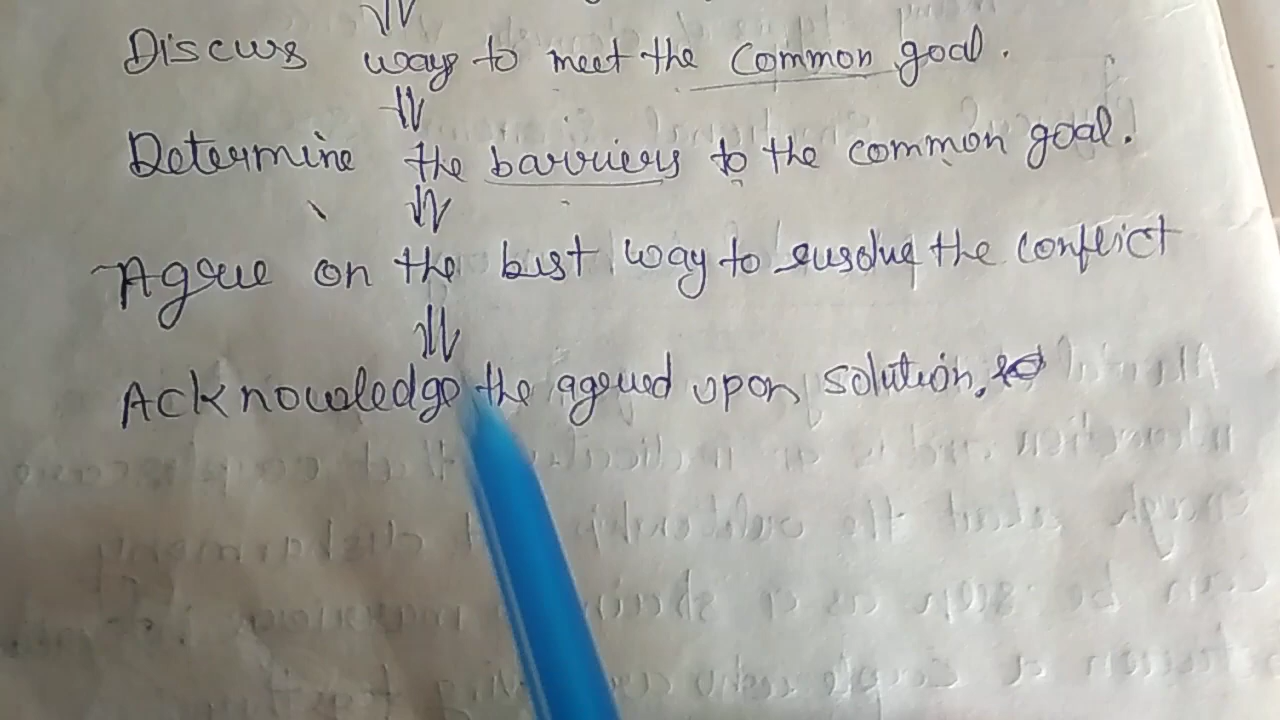 Discuss ways to meet the common goal.
Determine the barriers to the common goal.
Agree on the best way to resolve the conflict
Acknowledge the agreed upon solution.